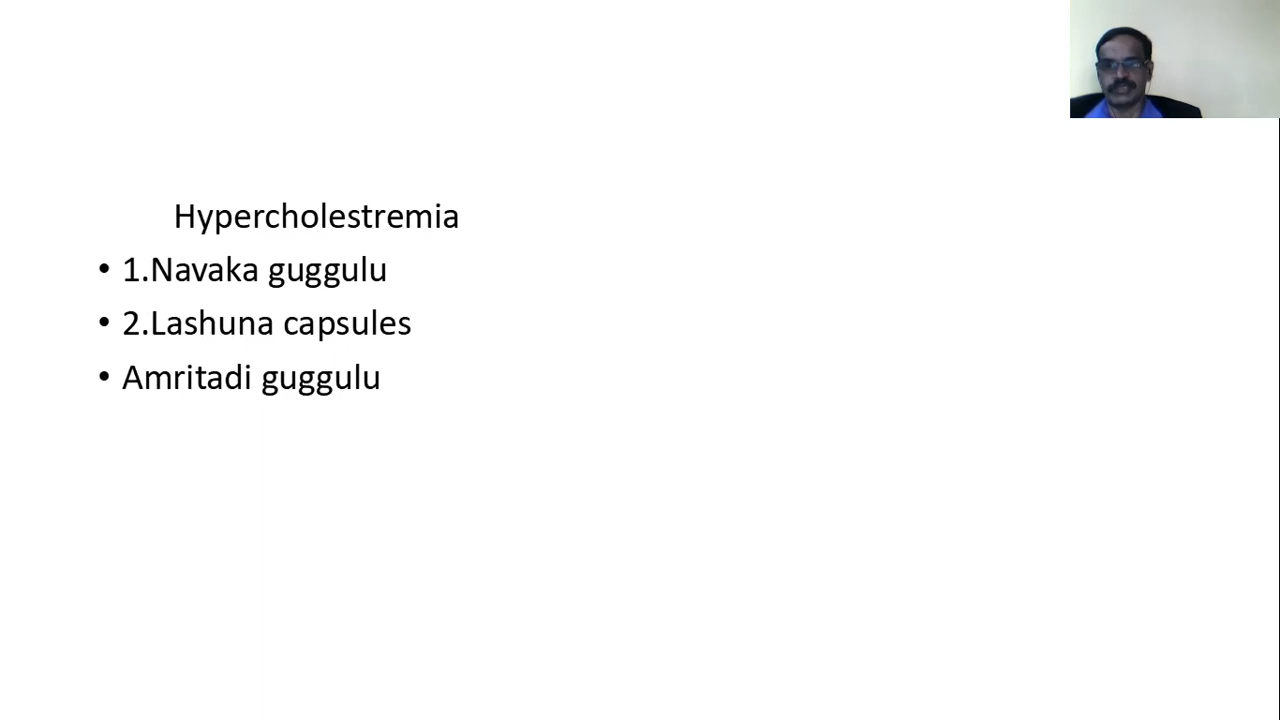 Hypercholestremia
• 1.Navaka guggulu
• 2.Lashuna capsules
• Amritadi guggulu